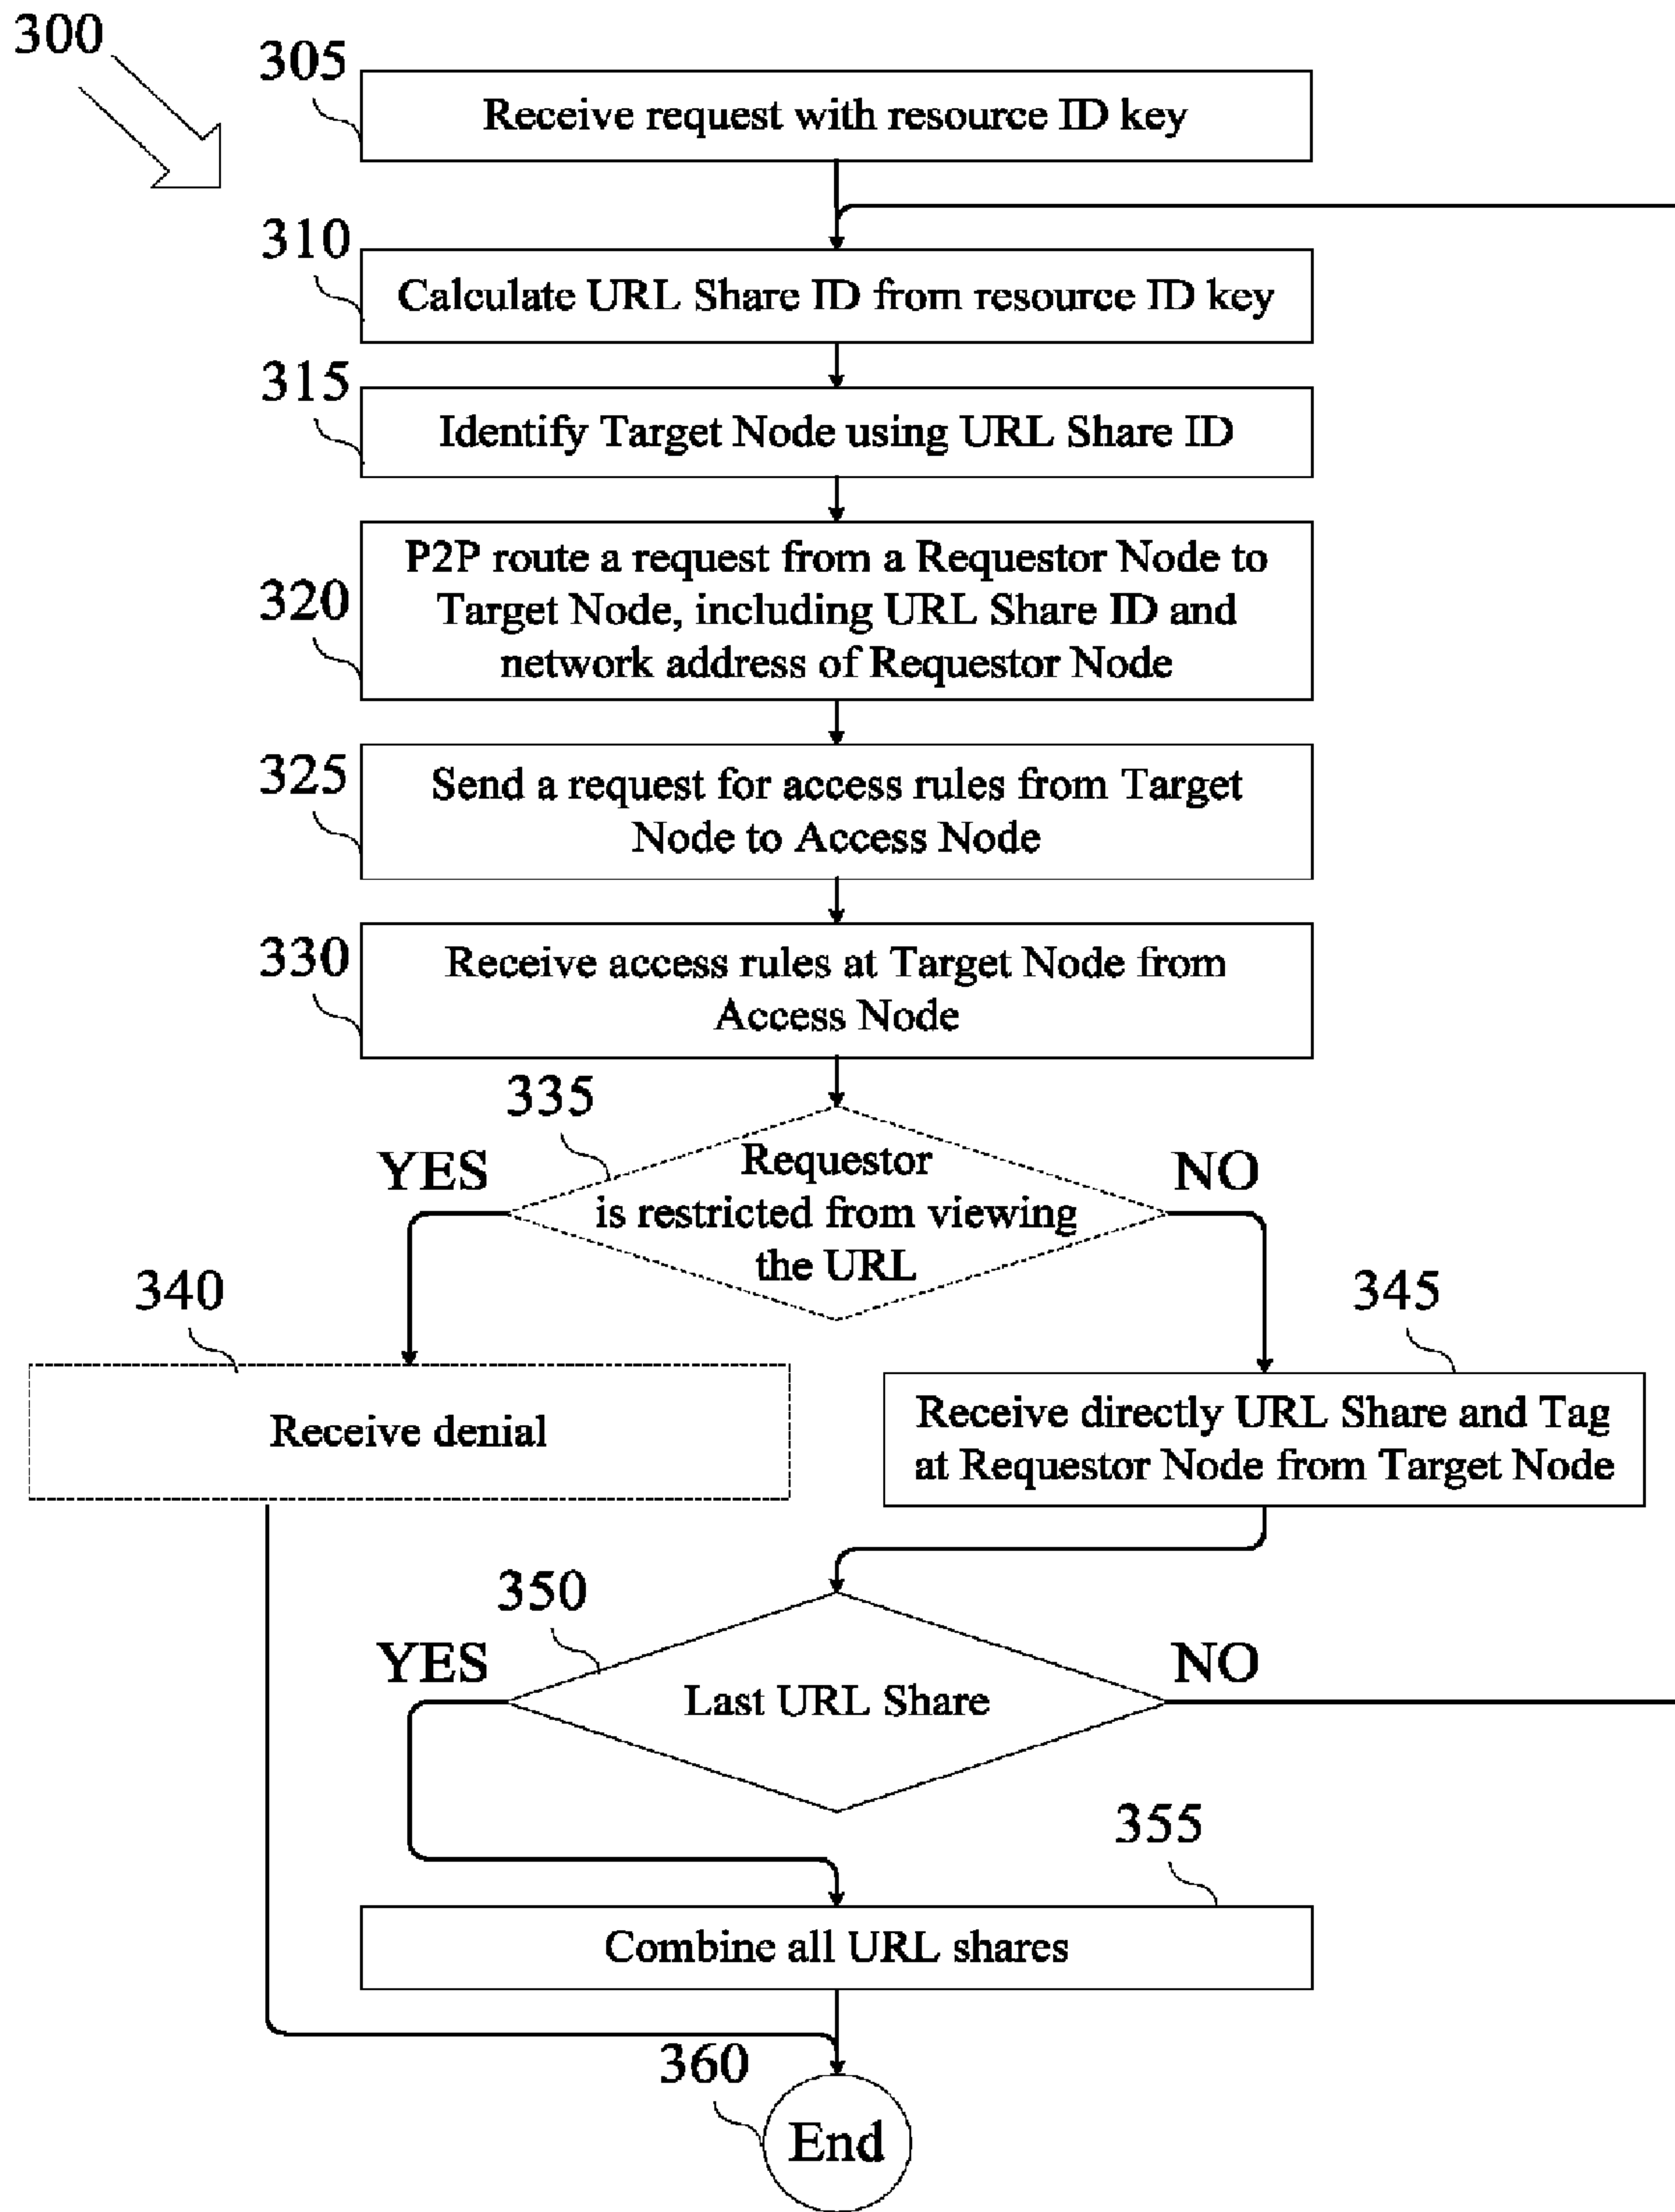 300
305
Receive request with resource ID key
310
Calculate URL Share ID from resource ID key
315
Identify Target Node using URL Share ID
320
P2P route a request from a Requestor Node to
Target Node, including URL Share ID and
network address of Requestor Node
325
Send a request for access rules from Target
Node to Access Node
330
Receive access rules at Target Node from
Access Node
335
YES
Requestor
is restricted from viewing
the URL
NO
340
Receive denial
345
Receive directly URL Share and Tag
at Requestor Node from Target Node
350
YES
Last URL Share
NO
355
Combine all URL shares
360
End